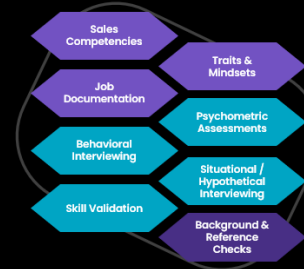 Sales
Competencies
Traits &
Mindsets
Job
Documentation
Psychometric
Assessments
Behavioral
Interviewing
Situational /
Hypothetical
Interviewing
Skill Validation
Background &
Reference
Checks